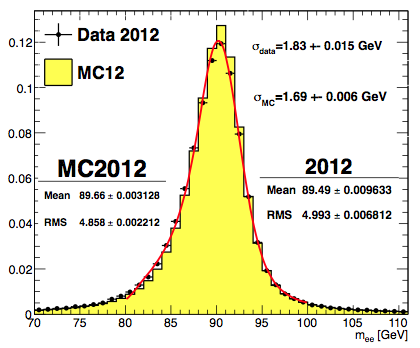 Data 2012
MC12
σdata=1.83 +- 0.015 GeV
σMC=1.69 +- 0.006 GeV
MC2012
Mean 89.66 ± 0.003128
RMS 4.858 ± 0.002212
2012
Mean 89.49 ± 0.009633
RMS 4.993 ± 0.006812
0.12
0.1
0.08
0.06
0.04
0.02
0
70 75 80 85 90 95 100 105 110
mee [GeV]